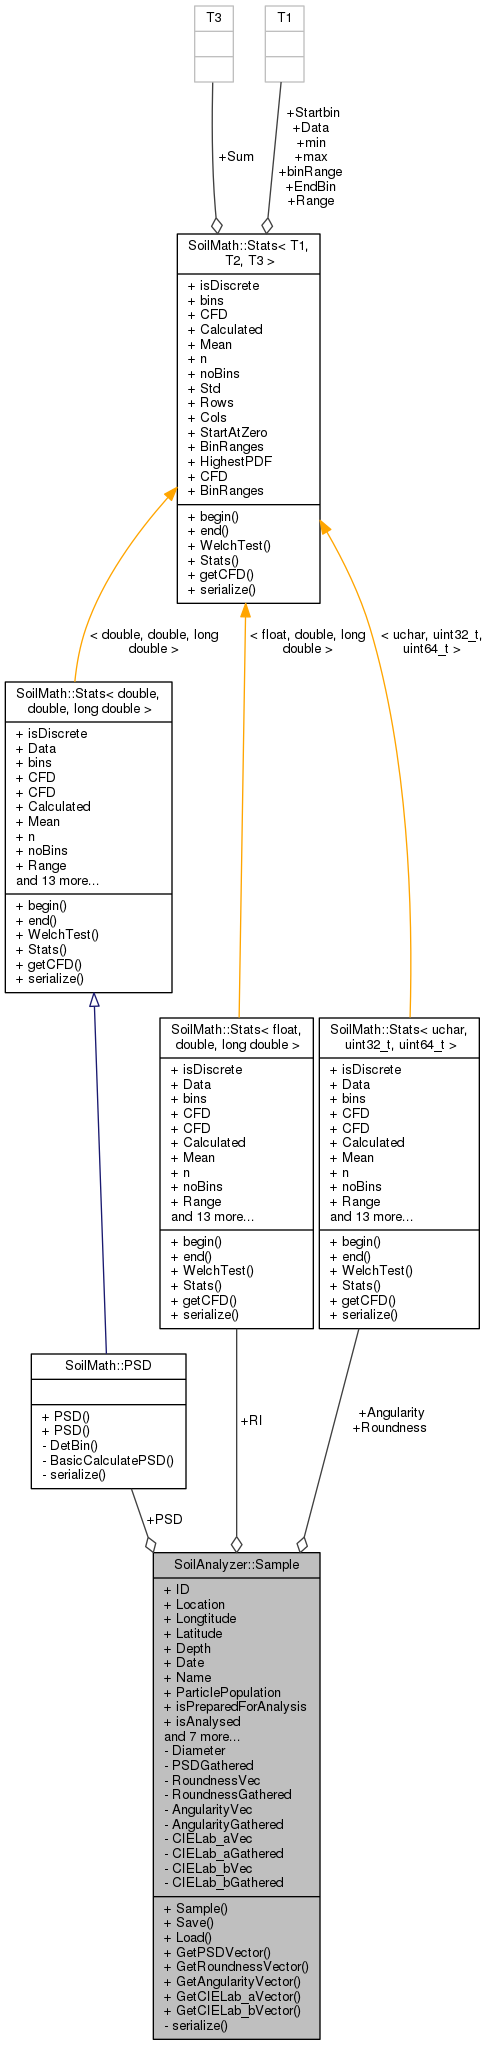 T3
T1
+Startbin
+Data
+min
+max
+binRange
+EndBin
+Range
+Sum
SoilMath::Stats< T1,
T2, T3 >
+ isDiscrete
+ bins
+ CFD
+ Calculated
+ Mean
+ n
+ noBins
+ Std
+ Rows
+ Cols
+ StartAtZero
+ BinRanges
+ HighestPDF
+ CFD
+ BinRanges
+ begin()
+ end()
+ WelchTest()
+ Stats()
+ getCFD()
+ serialize()
< double, double, long
double >
< float, double, long
double >
< uchar, uint32_t,
uint64_t >
SoilMath::Stats< double,
double, long double >
+ isDiscrete
+ Data
+ bins
+ CFD
+ CFD
+ Calculated
+ Mean
+ n
+ noBins
+ Range
and 13 more...
+ begin()
+ end()
+ WelchTest()
+ Stats()
+ getCFD()
+ serialize()
SoilMath::Stats< float,
double, long double >
+ isDiscrete
+ Data
+ bins
+ CFD
+ CFD
+ Calculated
+ Mean
+ n
+ noBins
+ Range
and 13 more...
+ begin()
+ end()
+ WelchTest()
+ Stats()
+ getCFD()
+ serialize()
SoilMath::Stats< uchar,
uint32_t, uint64_t >
+ isDiscrete
+ Data
+ bins
+ CFD
+ CFD
+ Calculated
+ Mean
+ n
+ noBins
+ Range
and 13 more...
+ begin()
+ end()
+ WelchTest()
+ Stats()
+ getCFD()
+ serialize()
SoilMath::PSD
+ PSD()
+ PSD()
- DetBin()
- BasicCalculatePSD()
- serialize()
+PSD
+RI
+Angularity
+Roundness
SoilAnalyzer::Sample
+ ID
+ Location
+ Longtitude
+ Latitude
+ Depth
+ Date
+ Name
+ ParticlePopulation
+ isPreparedForAnalysis
+ isAnalysed
and 7 more...
- Diameter
- PSDGathered
- RoundnessVec
- RoundnessGathered
- AngularityVec
- AngularityGathered
- CIELab_aVec
- CIELab_aGathered
- CIELab_bVec
- CIELab_bGathered
+ Sample()
+ Save()
+ Load()
+ GetPSDVector()
+ GetRoundnessVector()
+ GetAngularityVector()
+ GetCIELab_aVector()
+ GetCIELab_bVector()
- serialize()